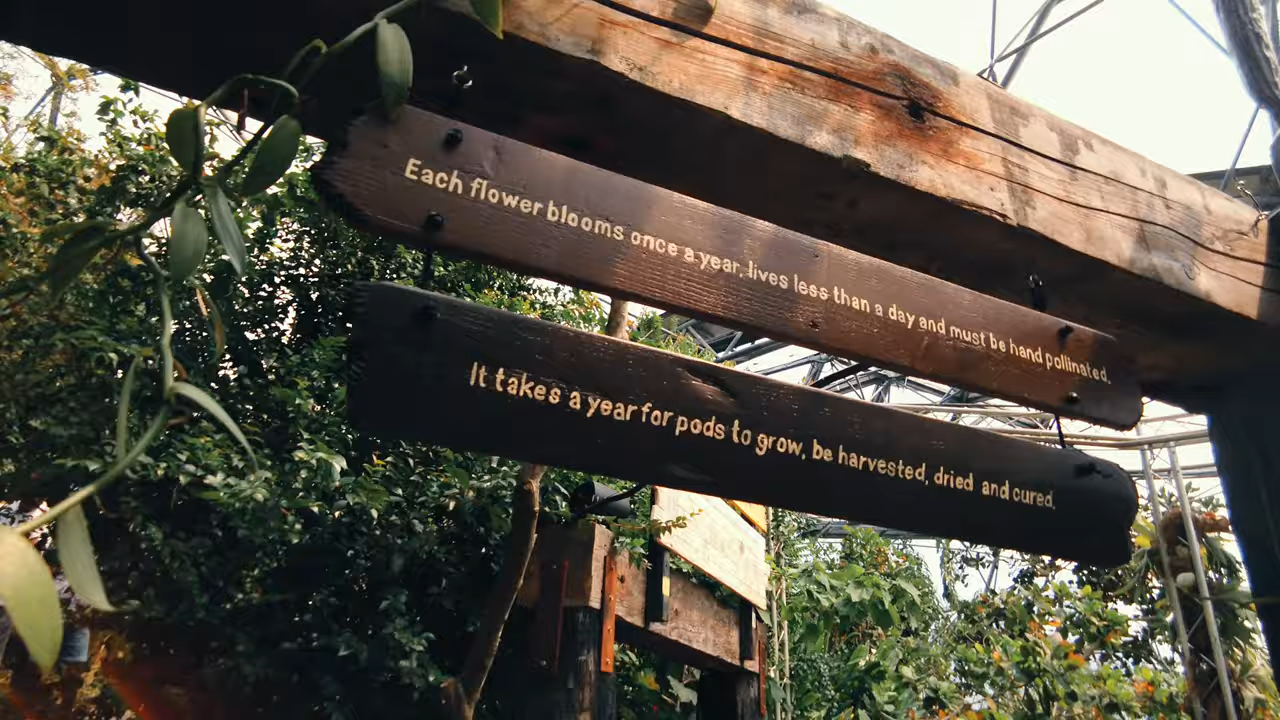 Each flower blooms once a year, lives less than a day and must be hand pollinated.
It takes a year for pods to grow, be harvested, dried and cured.